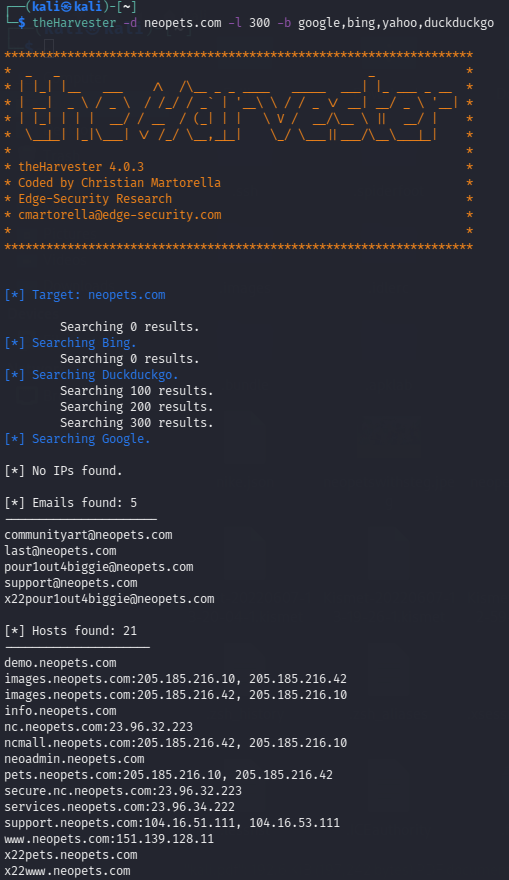 (kali㉿kali)-[~]
$ theHarvester -d neopets.com -l 300 -b google,bing,yahoo,duckduckgo
*******************************************************************
theHarvester
* theHarvester 4.0.3 *
* Coded by Christian Martorella *
* Edge-Security Research *
* cmartorella@edge-security.com *
* *
*******************************************************************
[*] Target: neopets.com
Searching 0 results.
[*] Searching Bing.
Searching 0 results.
[*] Searching Duckduckgo.
Searching 100 results.
Searching 200 results.
Searching 300 results.
[*] Searching Google.
[*] No IPs found.
[*] Emails found: 5
----------------------
communityart@neopets.com
last@neopets.com
pour1out4biggie@neopets.com
support@neopets.com
x22pour1out4biggie@neopets.com
[*] Hosts found: 21
---------------------
demo.neopets.com
images.neopets.com:205.185.216.10, 205.185.216.42
images.neopets.com:205.185.216.42, 205.185.216.10
info.neopets.com
nc.neopets.com:23.96.32.223
ncmall.neopets.com:205.185.216.42, 205.185.216.10
neoadmin.neopets.com
pets.neopets.com:205.185.216.10, 205.185.216.42
secure.nc.neopets.com:23.96.32.223
services.neopets.com:23.96.34.222
support.neopets.com:104.16.51.111, 104.16.53.111
www.neopets.com:151.139.128.11
x22pets.neopets.com
x22www.neopets.com